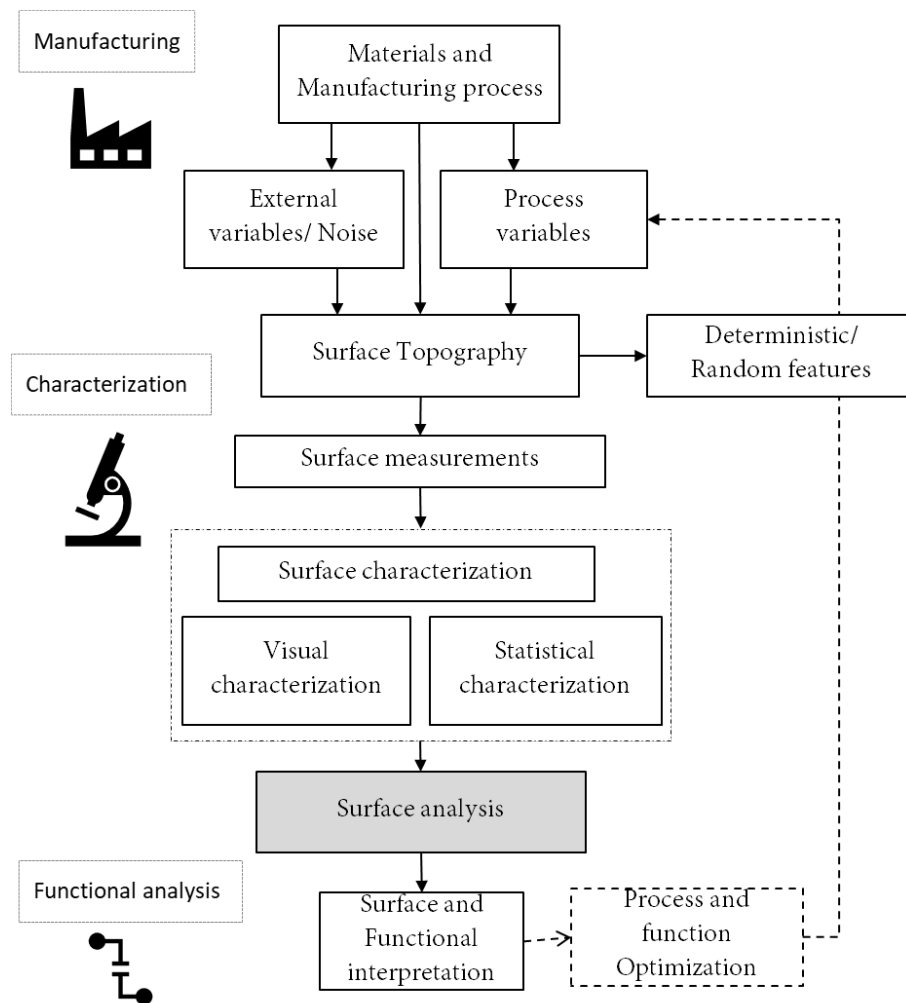 Manufacturing
Materials and
Manufacturing process
External
variables/ Noise
Process
variables
Surface Topography
Deterministic/
Random features
Characterization
Surface measurements
Surface characterization
Visual
characterization
Statistical
characterization
Surface analysis
Functional analysis
Surface and
Functional
interpretation
Process and
function
Optimization